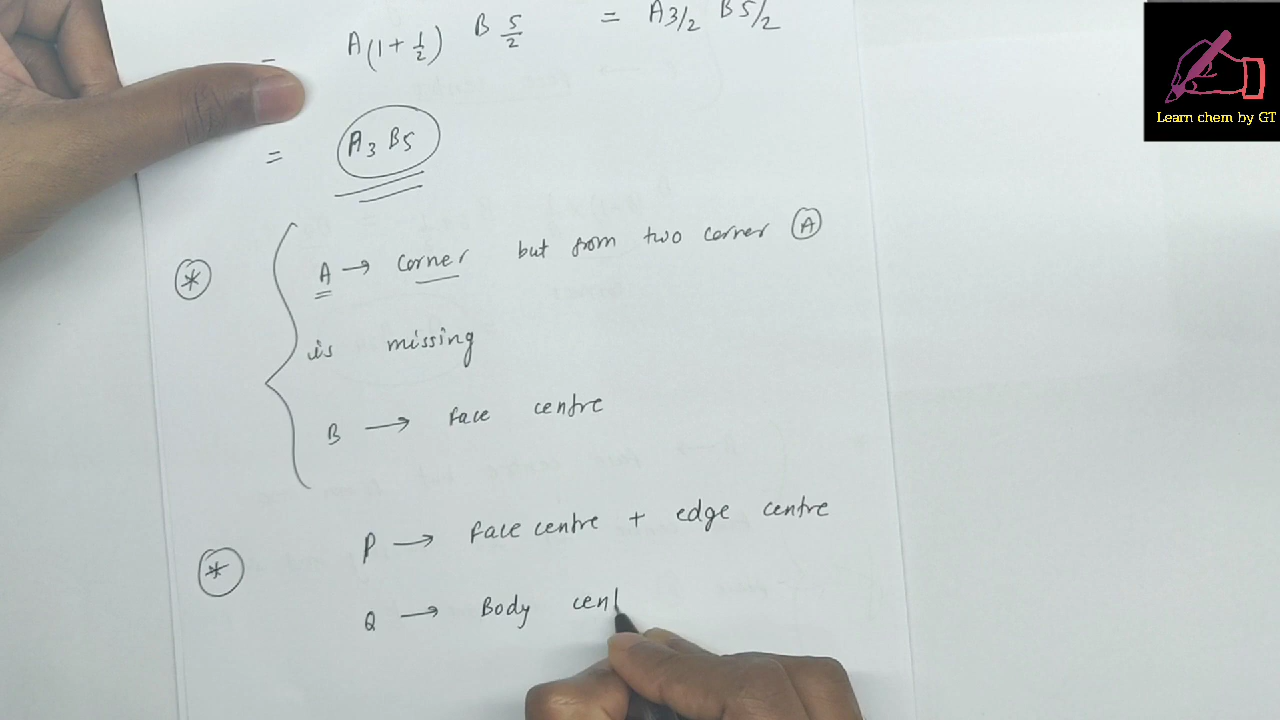 = A(1 + 1/2) B 5/2 = A3/2 B5/2
= A3 B5
* A → corner but from two corner A
is missing
B → face centre
* P → face centre + edge centre
Q → Body cent
Learn chem by GT